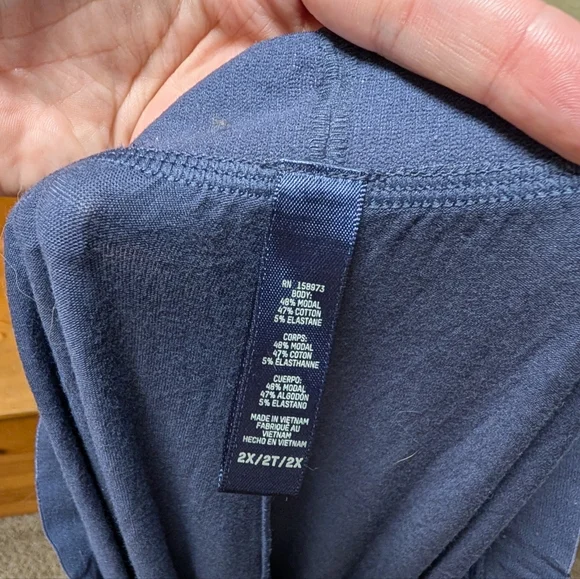 RN 158873
BODY:
48% MODAL
47% COTTON
5% ELASTANE
CORPS:
48% MODAL
47% COTON
5% ELASTHANNE
CUERPO:
48% MODAL
47% ALGODÓN
5% ELASTANO
MADE IN VIETNAM
FABRIQUÉ AU
VIETNAM
HECHO EN VIETNAM
2X/2T/2X